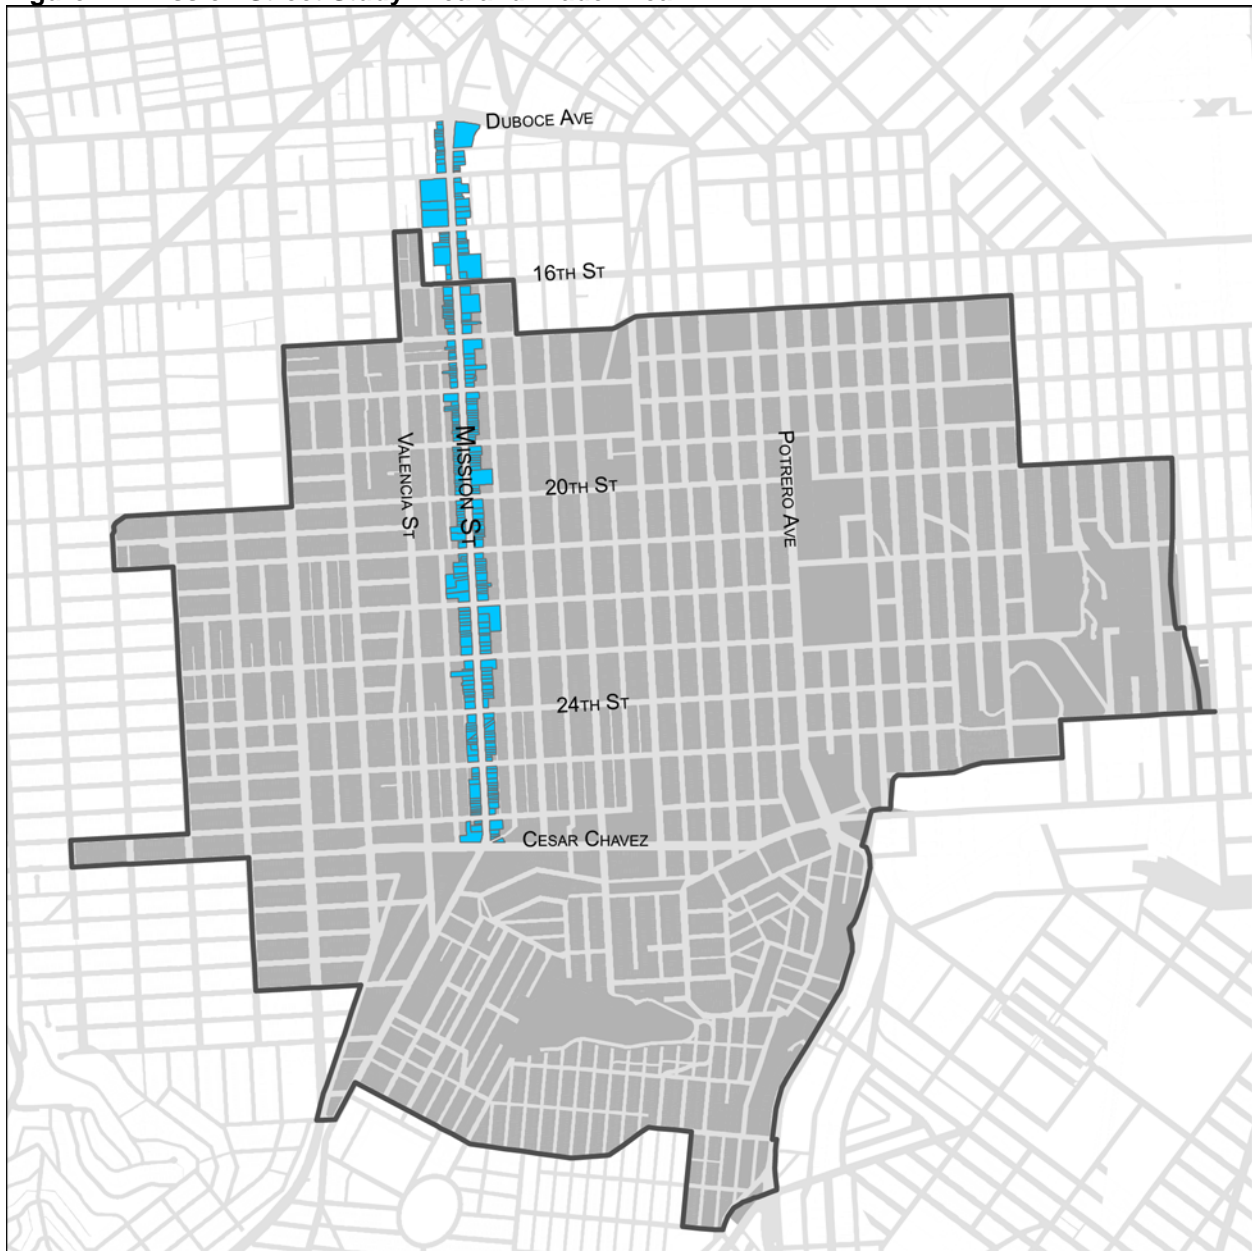 DUBOCE AVE
16TH ST
VALENCIA ST
MISSION ST
POTRERO AVE
20TH ST
24TH ST
CESAR CHAVEZ